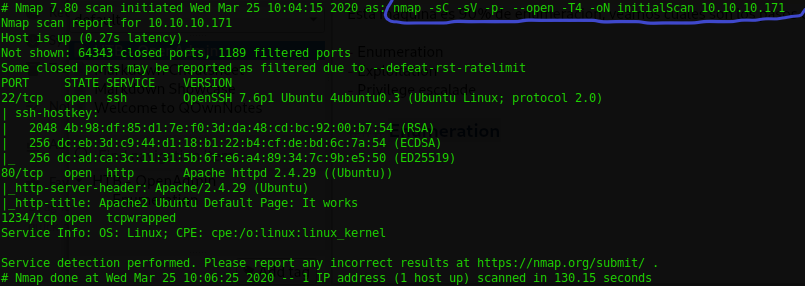 # Nmap 7.80 scan initiated Wed Mar 25 10:04:15 2020 as: nmap -sC -sV -p- --open -T4 -oN initialScan 10.10.10.171
Nmap scan report for 10.10.10.171
Host is up (0.27s latency).
Not shown: 64343 closed ports, 1189 filtered ports
Some closed ports may be reported as filtered due to --defeat-rst-ratelimit
PORT     STATE SERVICE    VERSION
22/tcp   open  ssh        OpenSSH 7.6p1 Ubuntu 4ubuntu0.3 (Ubuntu Linux; protocol 2.0)
| ssh-hostkey:
|   2048 4b:98:df:85:d1:7e:f0:3d:da:48:cd:bc:92:00:b7:54 (RSA)
|   256 dc:eb:3d:c9:44:d1:18:b1:22:b4:cf:de:bd:6c:7a:54 (ECDSA)
|_  256 dc:ad:ca:3c:11:31:5b:6f:e6:a4:89:34:7c:9b:e5:50 (ED25519)
80/tcp   open  http       Apache httpd 2.4.29 ((Ubuntu))
|_http-server-header: Apache/2.4.29 (Ubuntu)
|_http-title: Apache2 Ubuntu Default Page: It works
1234/tcp open  tcpwrapped
Service Info: OS: Linux; CPE: cpe:/o:linux:linux_kernel
Service detection performed. Please report any incorrect results at https://nmap.org/submit/ .
# Nmap done at Wed Mar 25 10:06:25 2020 -- 1 IP address (1 host up) scanned in 130.15 seconds
Enumeration